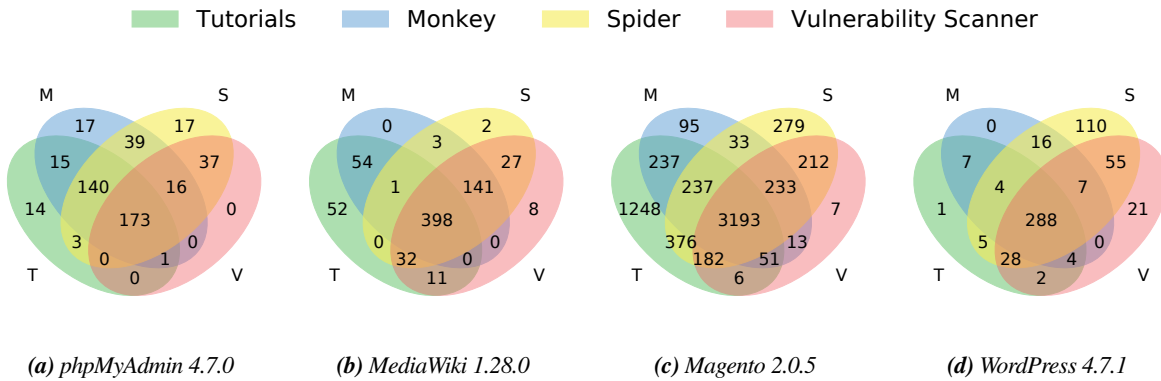 Tutorials Monkey Spider Vulnerability Scanner
M S M S M S M S
17 17 0 2 95 279 0 110
39 3 33 16
15 37 54 27 237 212 7 55
140 16 1 141 237 233 4 7
14 0 52 8 1248 7 1 21
173 398 3193 288
3 0 0 0 376 13 5 0
0 1 32 0 182 51 28 4
T 0 V T 11 V T 6 V T 2 V
(a) phpMyAdmin 4.7.0 (b) MediaWiki 1.28.0 (c) Magento 2.0.5 (d) WordPress 4.7.1